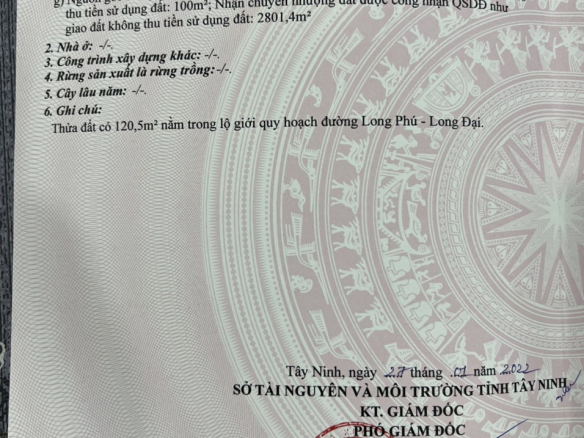 thu tiền sử dụng đất: 100m²; Nhận chuyển nhượng đất được công nhận QSDĐ như
giao đất không thu tiền sử dụng đất: 2801,4m²
2. Nhà ở: -/-.
3. Công trình xây dựng khác: -/-.
4. Rừng sản xuất là rừng trồng:-/-.
5. Cây lâu năm: -/-.
6. Ghi chú:
Thửa đất có 120,5m² nằm trong lộ giới quy hoạch đường Long Phú - Long Đại.
Tây Ninh, ngày 27 tháng .01 năm 2022
SỞ TÀI NGUYÊN VÀ MÔI TRƯỜNG TỈNH TÂY NINH
KT. GIÁM ĐỐC
PHÓ GIÁM ĐỐC